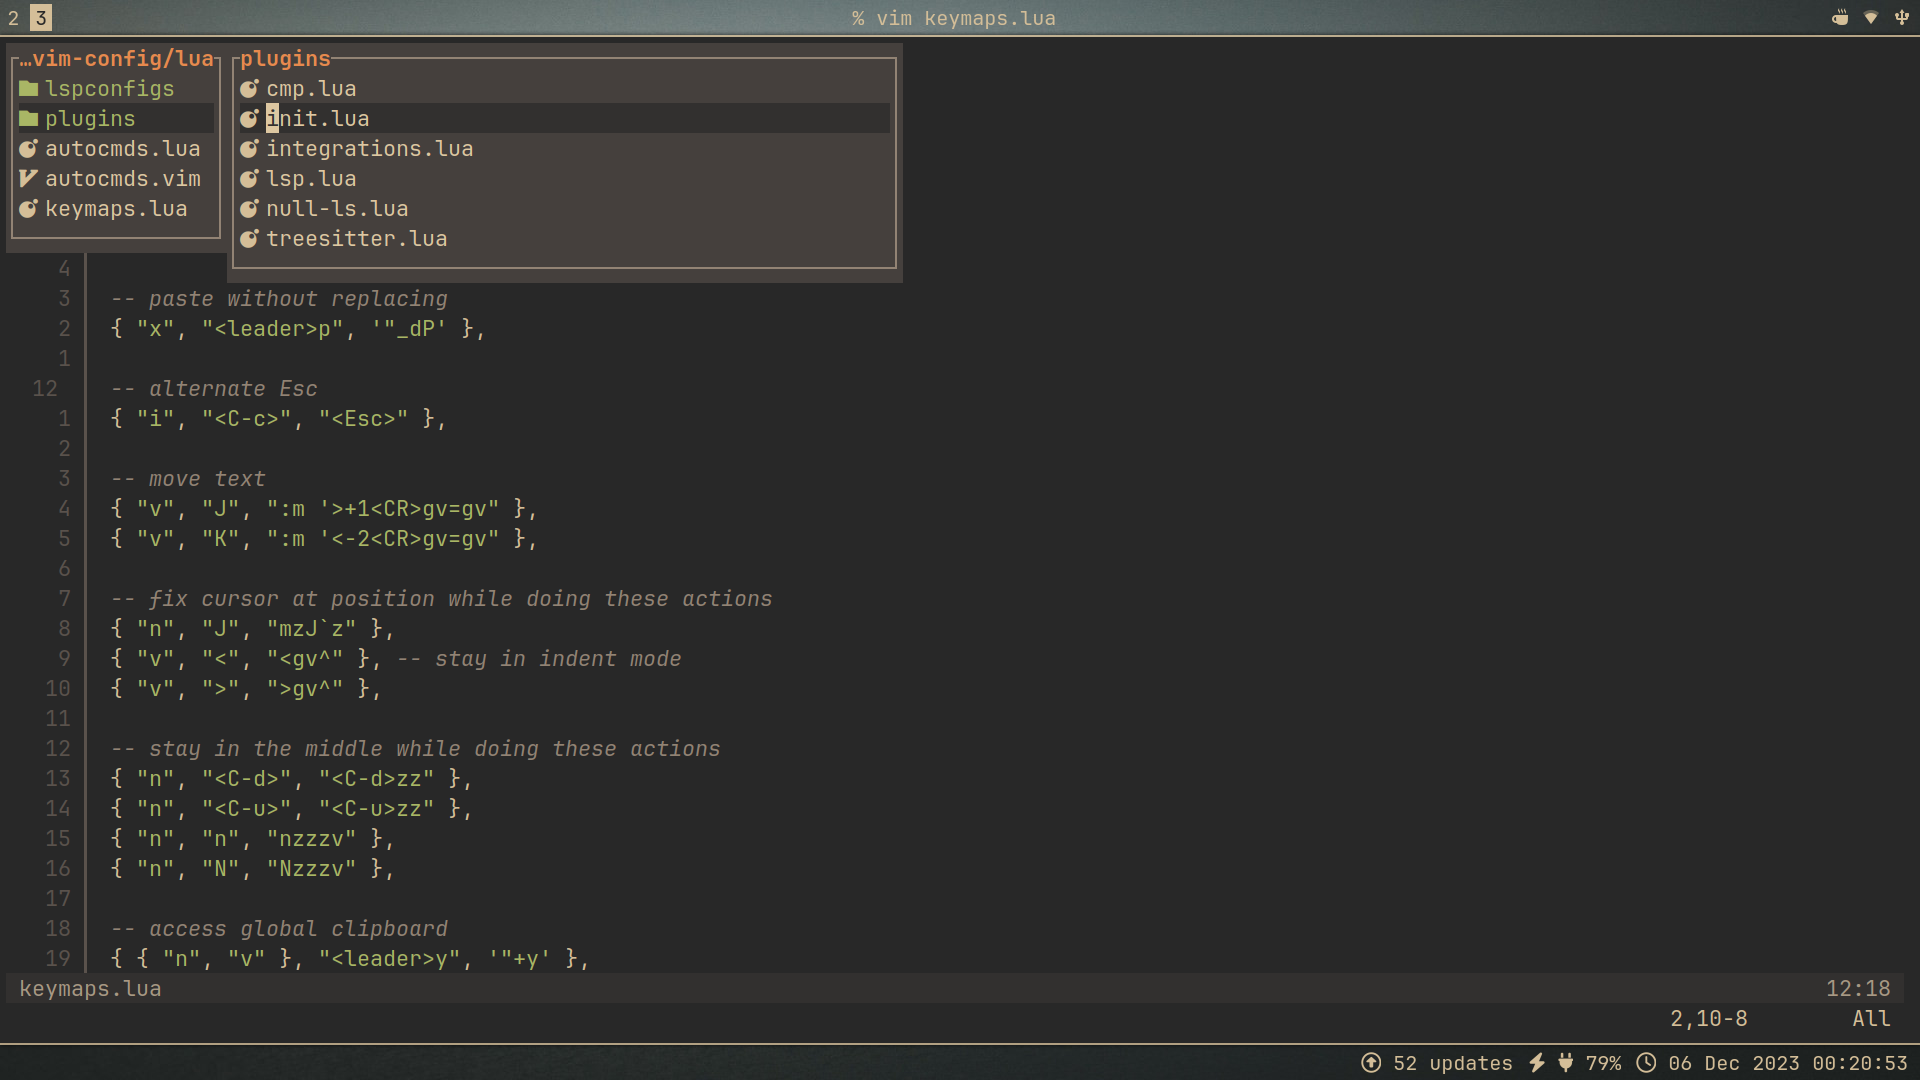 2 3 % vim keymaps.lua
…vim-config/lua
lspconfigs
plugins
autocmds.lua
autocmds.vim
keymaps.lua
plugins
cmp.lua
init.lua
integrations.lua
lsp.lua
null-ls.lua
treesitter.lua
4
3 -- paste without replacing
2 { "x", "<leader>p", '"_dP' },
1
12 -- alternate Esc
1 { "i", "<C-c>", "<Esc>" },
2
3 -- move text
4 { "v", "J", ":m '>+1<CR>gv=gv" },
5 { "v", "K", ":m '<-2<CR>gv=gv" },
6
7 -- fix cursor at position while doing these actions
8 { "n", "J", "mzJ`z" },
9 { "v", "<", "<gv^" }, -- stay in indent mode
10 { "v", ">", ">gv^" },
11
12 -- stay in the middle while doing these actions
13 { "n", "<C-d>", "<C-d>zz" },
14 { "n", "<C-u>", "<C-u>zz" },
15 { "n", "n", "nzzzv" },
16 { "n", "N", "Nzzzv" },
17
18 -- access global clipboard
19 { { "n", "v" }, "<leader>y", '"+y' },
keymaps.lua 12:18
2,10-8 All
52 updates 79% 06 Dec 2023 00:20:53